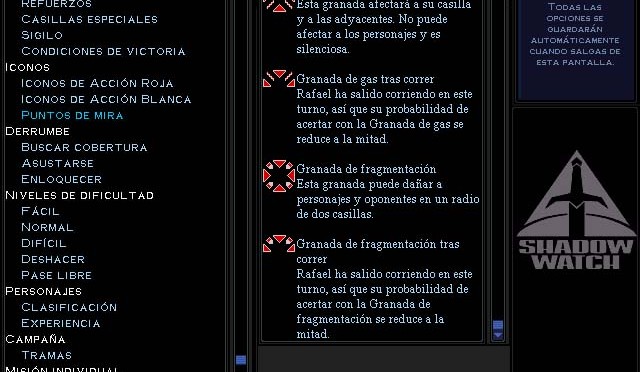 REFUERZOS
CASILLAS ESPECIALES
SIGILO
CONDICIONES DE VICTORIA
ICONOS
ICONOS DE ACCIÓN ROJA
ICONOS DE ACCIÓN BLANCA
PUNTOS DE MIRA
DERRUMBE
BUSCAR COBERTURA
ASUSTARSE
ENLOQUECER
NIVELES DE DIFICULTAD
FÁCIL
NORMAL
DIFÍCIL
DESHACER
PASE LIBRE
PERSONAJES
CLASIFICACIÓN
EXPERIENCIA
CAMPAÑA
TRAMAS
MISIÓN INDIVIDUAL
Esta granada afectará a su casilla
y a las adyacentes. No puede
afectar a los personajes y es
silenciosa.
Granada de gas tras correr
Rafael ha salido corriendo en este
turno, así que su probabilidad de
acertar con la Granada de gas se
reduce a la mitad.
Granada de fragmentación
Esta granada puede dañar a
personajes y oponentes en un radio
de dos casillas.
Granada de fragmentación tras
correr
Rafael ha salido corriendo en este
turno, así que su probabilidad de
acertar con la Granada de
fragmentación se reduce a la
mitad.
TODAS LAS
OPCIONES SE
GUARDARÁN
AUTOMÁTICAMENTE
CUANDO SALGAS DE
ESTA PANTALLA.
SHADOW
WATCH